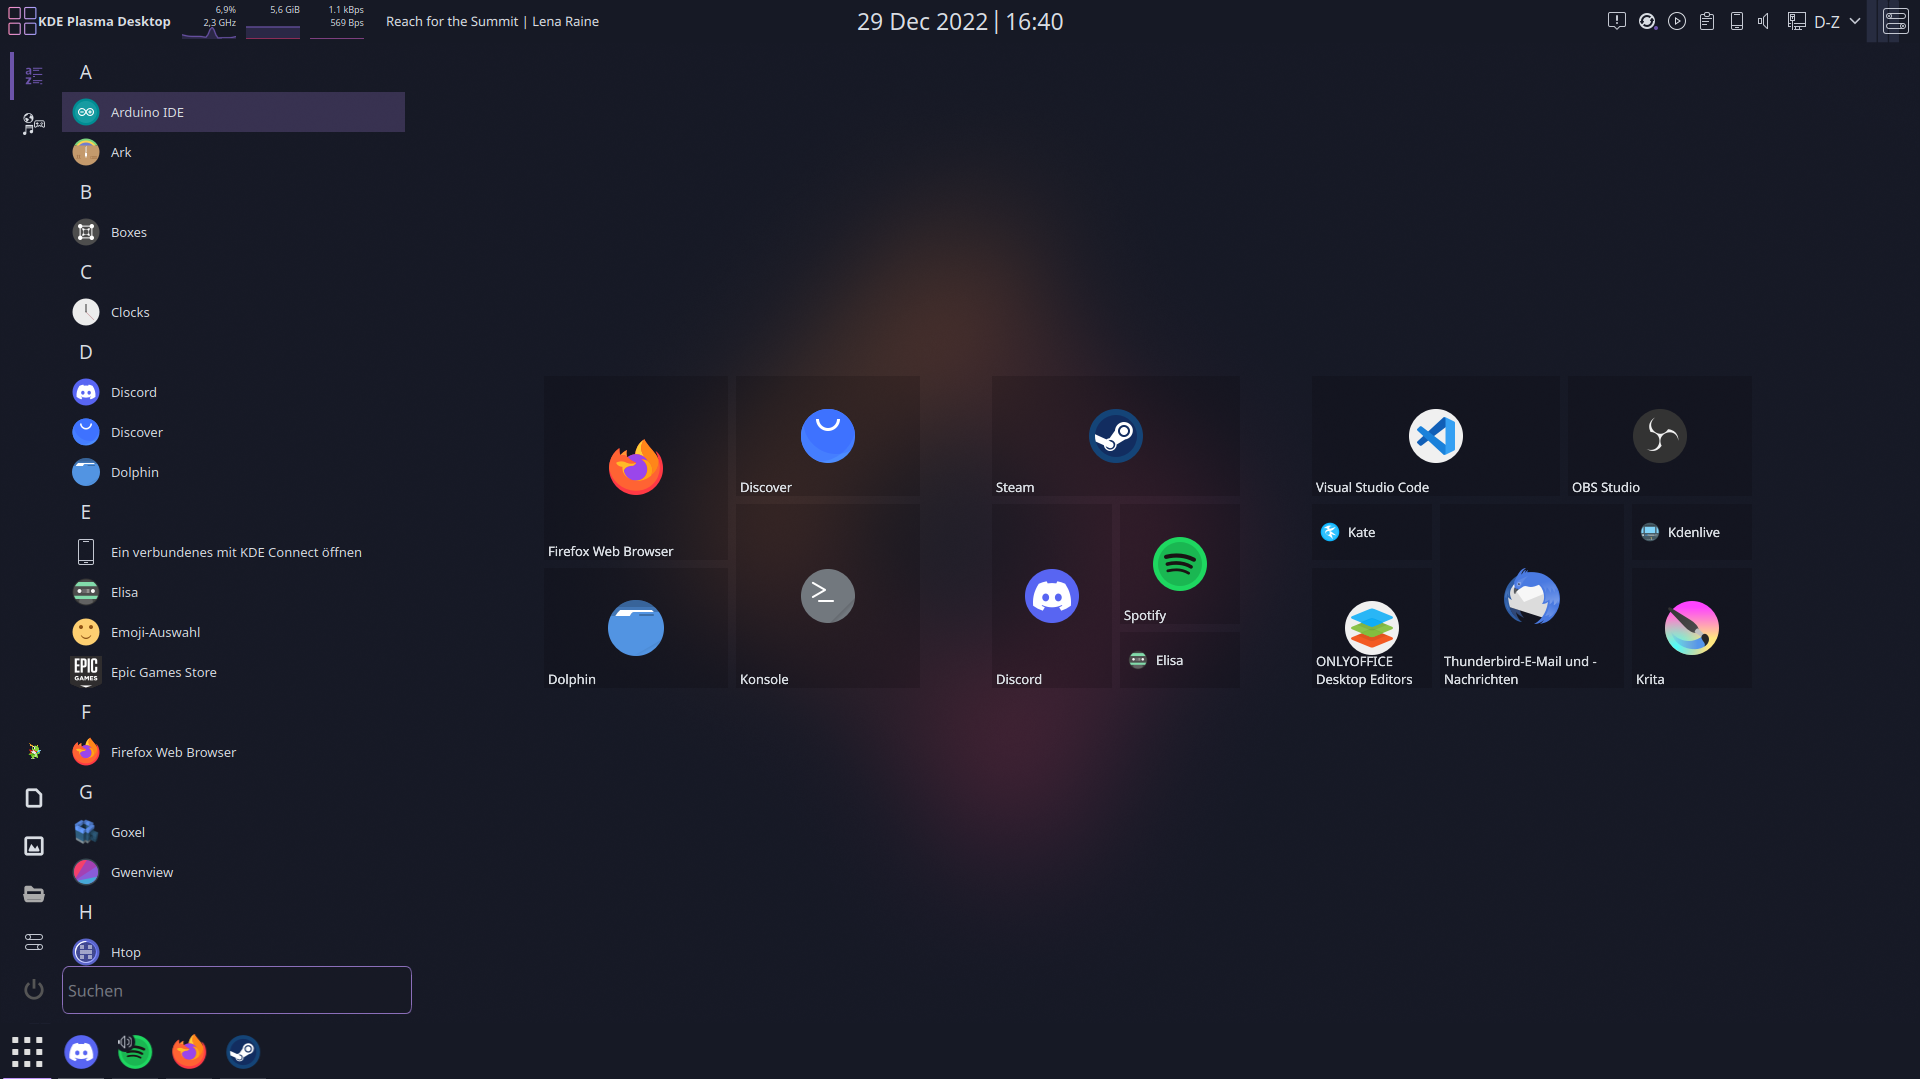 KDE Plasma Desktop
6,9%
2,3 GHz
5,6 GiB
1.1 kBps
569 Bps
Reach for the Summit | Lena Raine
29 Dec 2022 | 16:40
D-Z
A
Arduino IDE
Ark
B
Boxes
C
Clocks
D
Discord
Discover
Dolphin
E
Ein verbundenes mit KDE Connect öffnen
Elisa
Emoji-Auswahl
EPIC
GAMES
Epic Games Store
F
Firefox Web Browser
G
Goxel
Gwenview
H
Htop
Suchen
Firefox Web Browser
Discover
Dolphin
Konsole
Steam
Discord
Spotify
Elisa
Visual Studio Code
OBS Studio
Kate
Kdenlive
ONLYOFFICE
Desktop Editors
Thunderbird-E-Mail und -
Nachrichten
Krita